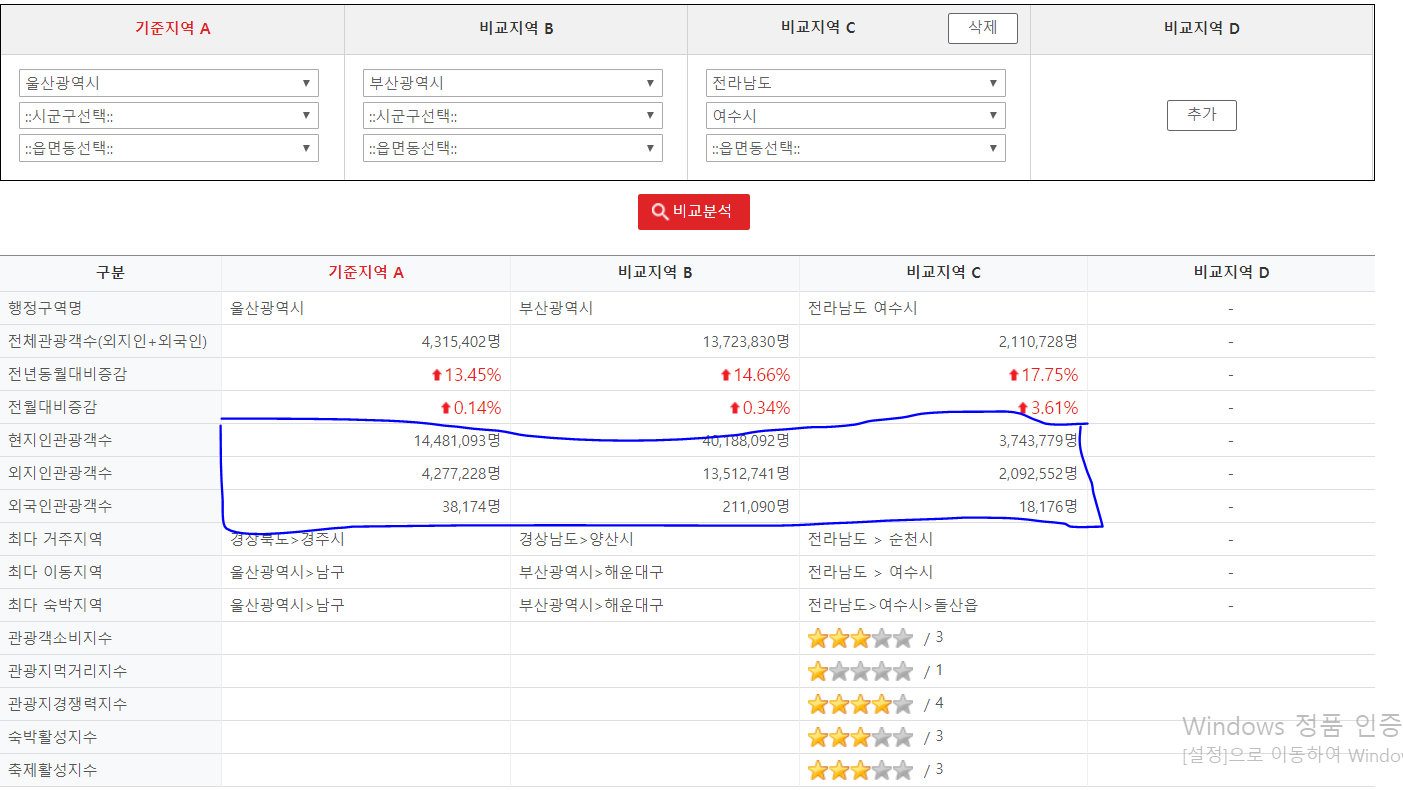 기준지역 A 비교지역 B 비교지역 C 삭제 비교지역 D
울산광역시 ▼ 부산광역시 ▼ 전라남도 ▼
::시군구선택:: ▼ ::시군구선택:: ▼ 여수시 ▼ 추가
::읍면동선택:: ▼ ::읍면동선택:: ▼ ::읍면동선택:: ▼
비교분석
구분 기준지역 A 비교지역 B 비교지역 C 비교지역 D
행정구역명 울산광역시 부산광역시 전라남도 여수시 -
전체관광객수(외지인+외국인) 4,315,402명 13,723,830명 2,110,728명 -
전년동월대비증감 13.45% 14.66% 17.75% -
전월대비증감 0.14% 0.34% 3.61% -
현지인관광객수 14,481,093명 40,188,092명 3,743,779명 -
외지인관광객수 4,277,228명 13,512,741명 2,092,552명 -
외국인관광객수 38,174명 211,090명 18,176명 -
최다 거주지역 경상북도>경주시 경상남도>양산시 전라남도 > 순천시 -
최다 이동지역 울산광역시>남구 부산광역시>해운대구 전라남도 > 여수시 -
최다 숙박지역 울산광역시>남구 부산광역시>해운대구 전라남도>여수시>돌산읍 -
관광객소비지수 / 3
관광지먹거리지수 / 1
관광지경쟁력지수 / 4
숙박활성지수 / 3
축제활성지수 / 3
Windows 정품 인증
[설정]으로 이동하여 Windo